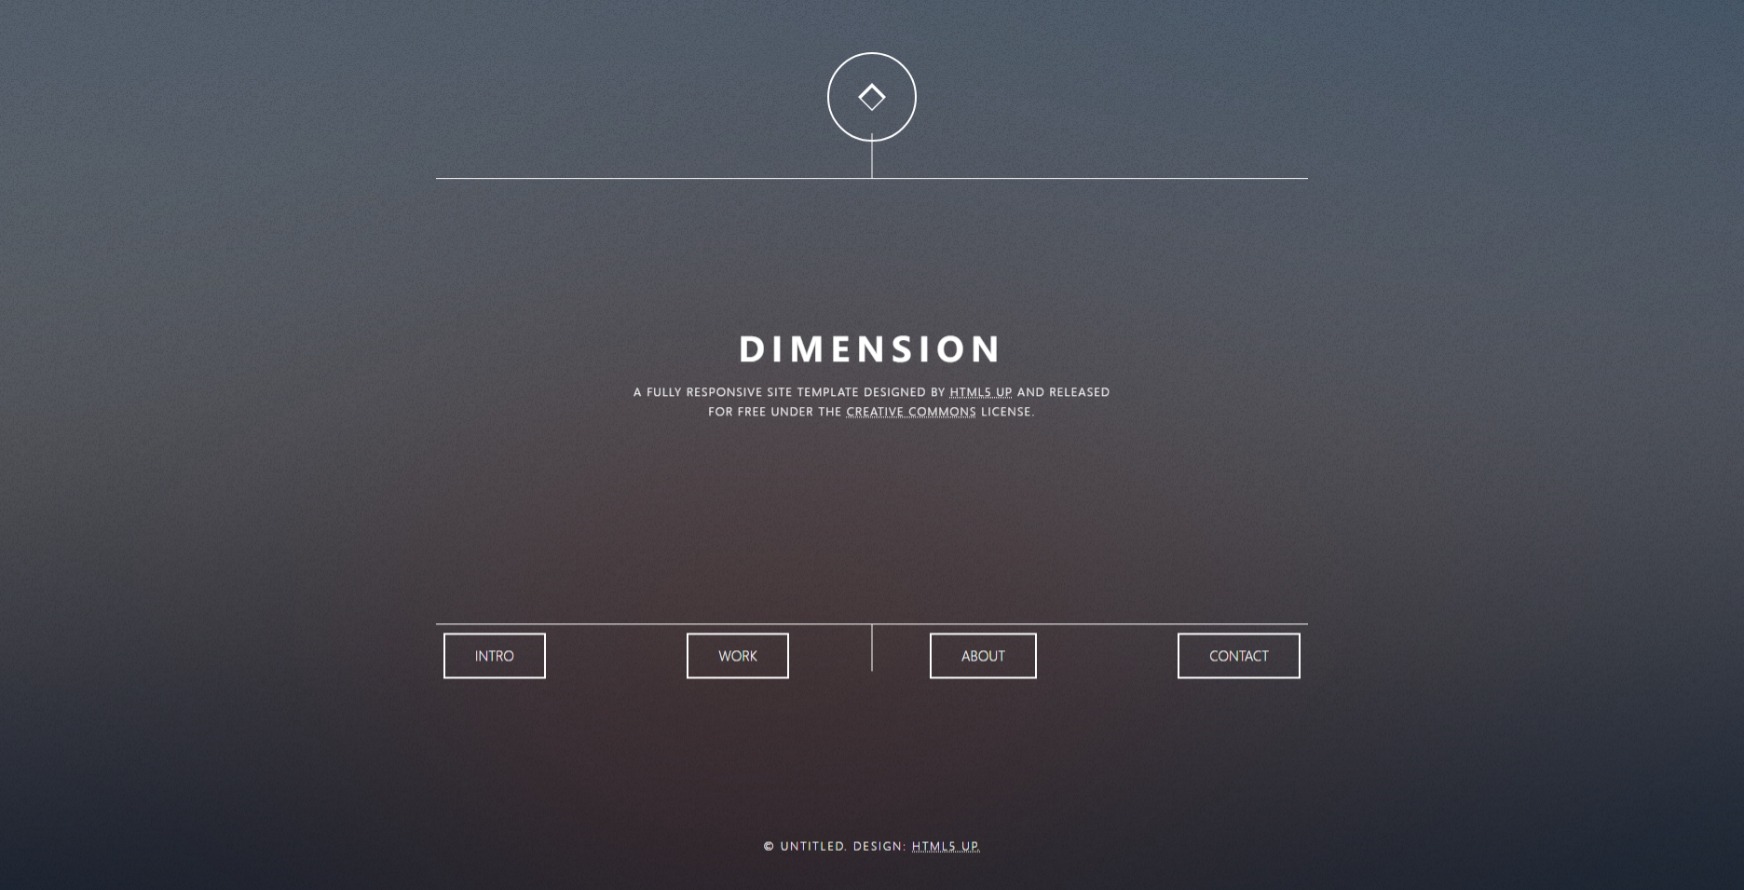 DIMENSION
A FULLY RESPONSIVE SITE TEMPLATE DESIGNED BY HTML5 UP AND RELEASED
FOR FREE UNDER THE CREATIVE COMMONS LICENSE.
INTRO
WORK
ABOUT
CONTACT
© UNTITLED. DESIGN: HTML5 UP.